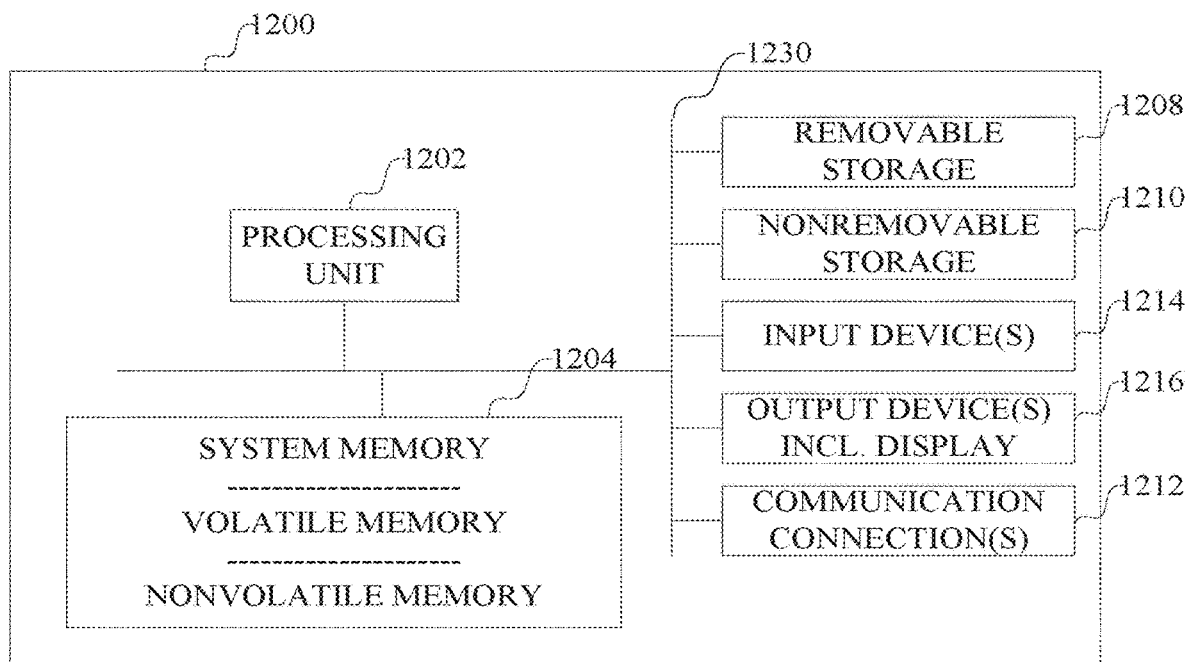 1200
1230
1208
REMOVABLE
STORAGE
1202
PROCESSING
UNIT
1210
NONREMOVABLE
STORAGE
1214
INPUT DEVICE(S)
1204
SYSTEM MEMORY
VOLATILE MEMORY
NONVOLATILE MEMORY
1216
OUTPUT DEVICE(S)
INCL. DISPLAY
1212
COMMUNICATION
CONNECTION(S)